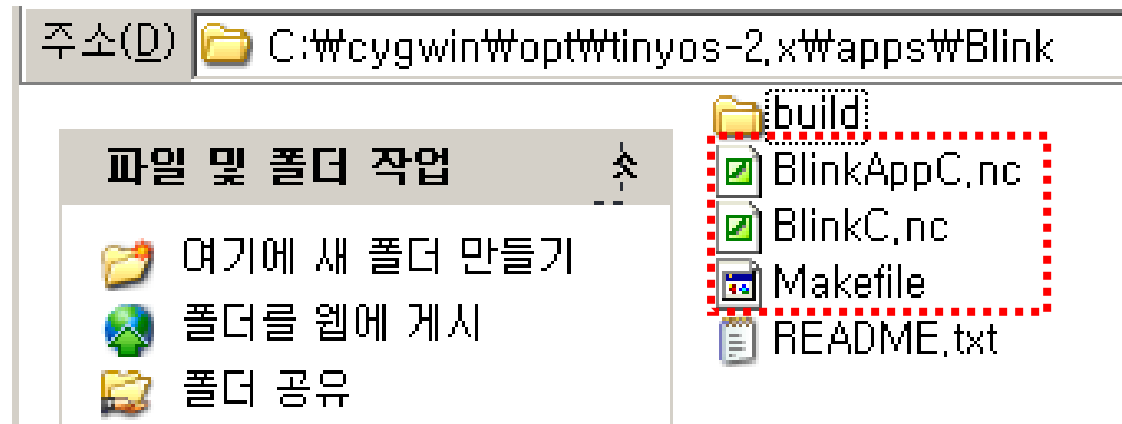 주소(D) C:₩cygwin₩opt₩tinyos-2.x₩apps₩Blink
파일 및 폴더 작업
여기에 새 폴더 만들기
폴더를 웹에 게시
폴더 공유
build
BlinkAppC.nc
BlinkC.nc
Makefile
README.txt